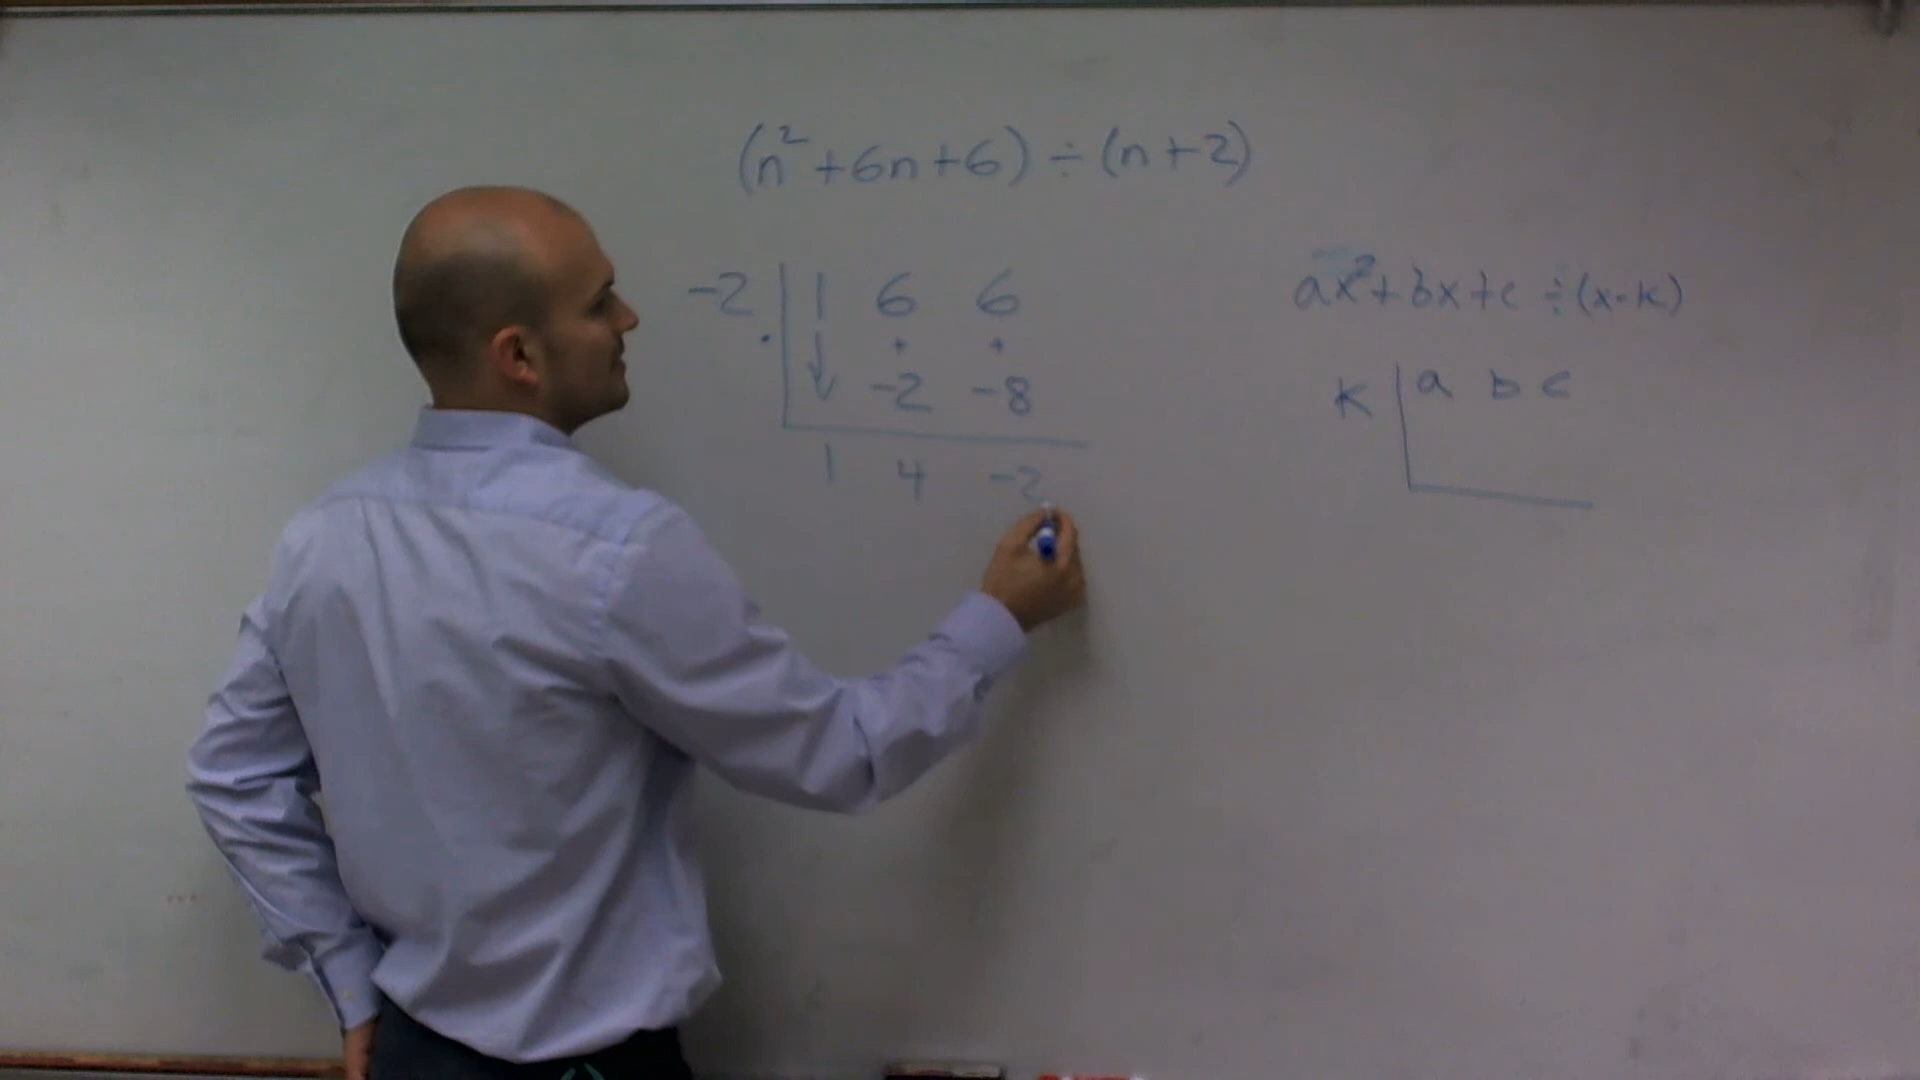 (n²+6n+6)÷(n+2)
-2 | 1 6 6
. ↓ + +
-2 -8
1 4 -2
ax²+bx+c ÷(x-k)
k | a b c